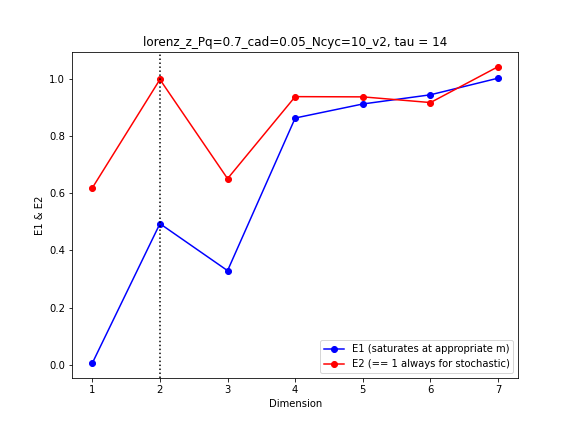 lorenz_z_Pq=0.7_cad=0.05_Ncyc=10_v2, tau = 14
E1 & E2
1.0
0.8
0.6
0.4
0.2
0.0
E1 (saturates at appropriate m)
E2 (== 1 always for stochastic)
1 2 3 4 5 6 7
Dimension